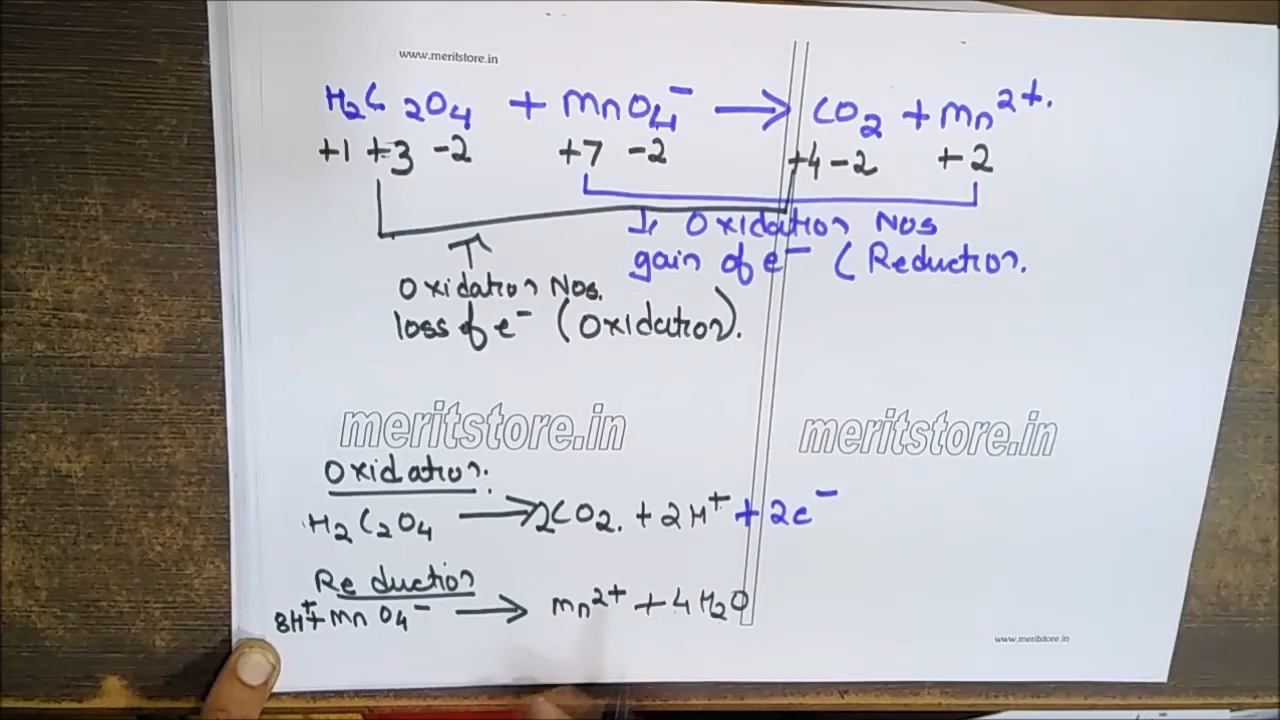 www.meritstore.in
H₂C₂O₄ + MnO₄⁻ → CO₂ + Mn²⁺.
+1 +3 -2 +7 -2 +4 -2 +2
↓ Oxidation Nos
gain of e⁻ (Reduction.
↑
Oxidation Nos.
loss of e⁻ (Oxidation).
meritstore.in meritstore.in
Oxidation.
H₂C₂O₄ → 2CO₂. + 2H⁺ + 2e⁻
Reduction
8H⁺ + MnO₄⁻ → Mn²⁺ + 4H₂O
www.meritstore.in